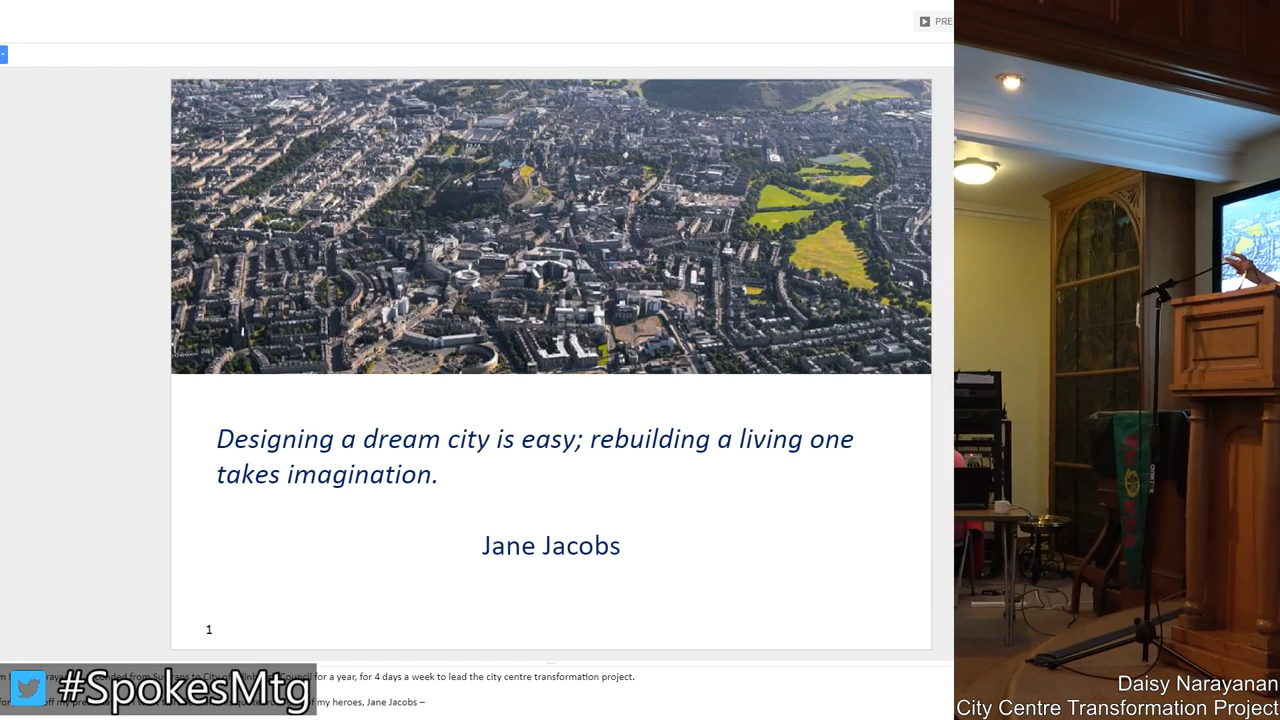 PRE
Designing a dream city is easy; rebuilding a living one
takes imagination.
Jane Jacobs
1
for a year, for 4 days a week to lead the city centre transformation project.
my heroes, Jane Jacobs –
#SpokesMtg
Daisy Narayanan
City Centre Transformation Project